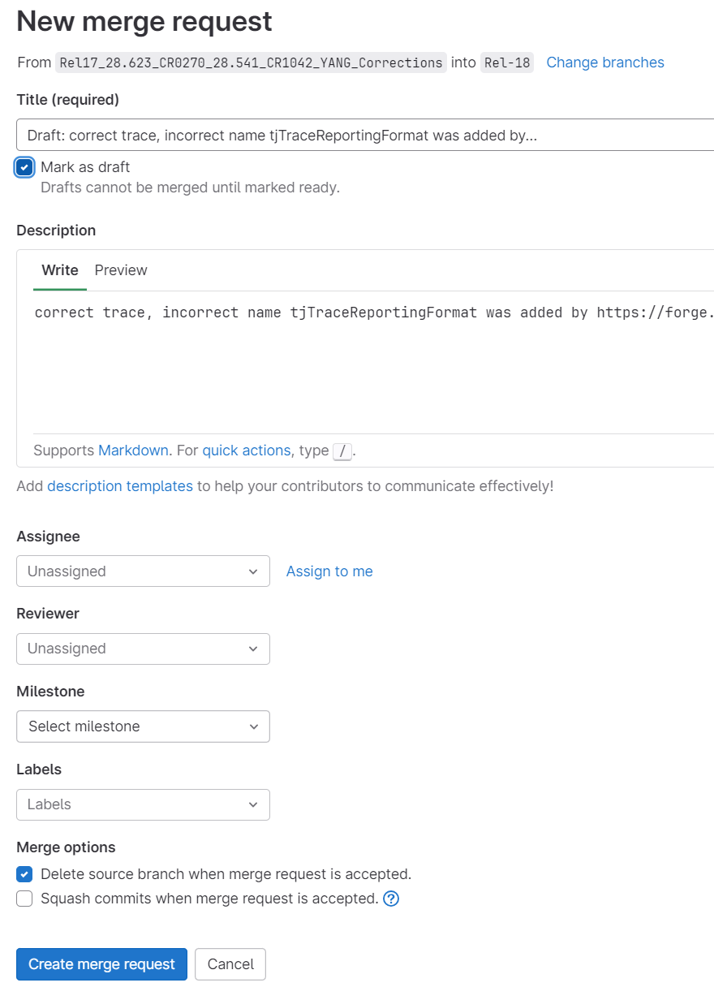 New merge request
From Rel17_28.623_CR0270_28.541_CR1042_YANG_Corrections into Rel-18 Change branches
Title (required)
Draft: correct trace, incorrect name tjTraceReportingFormat was added by...
Mark as draft
Drafts cannot be merged until marked ready.
Description
Write Preview
correct trace, incorrect name tjTraceReportingFormat was added by https://forge.
Supports Markdown. For quick actions, type /.
Add description templates to help your contributors to communicate effectively!
Assignee
Unassigned Assign to me
Reviewer
Unassigned
Milestone
Select milestone
Labels
Labels
Merge options
Delete source branch when merge request is accepted.
Squash commits when merge request is accepted. ?
Create merge request Cancel